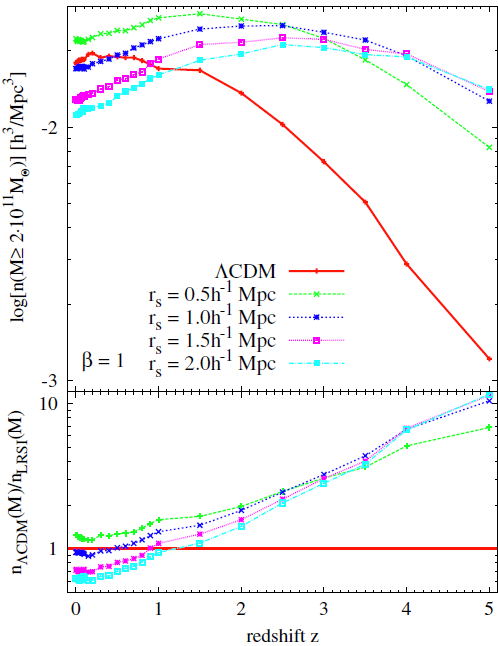 log[n(M≥ 2·10¹¹M⊙)] [h³/Mpc³]
-2
ΛCDM
rₛ = 0.5h⁻¹ Mpc
rₛ = 1.0h⁻¹ Mpc
rₛ = 1.5h⁻¹ Mpc
rₛ = 2.0h⁻¹ Mpc
β = 1
-3
n_ΛCDM(M)/n_LRSI(M)
10
1
0 1 2 3 4 5
redshift z